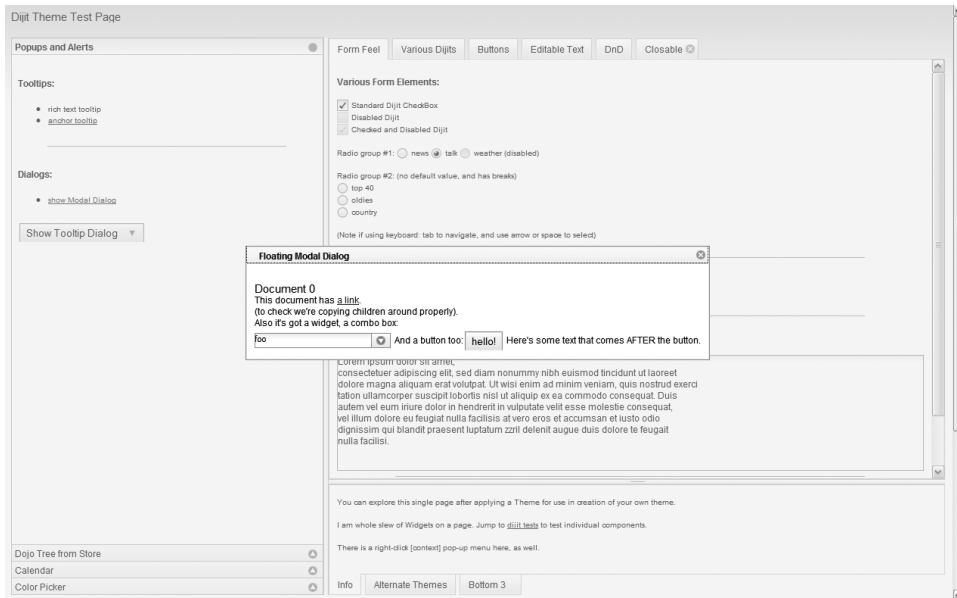 Dijit Theme Test Page
Popups and Alerts
Tooltips:
rich text tooltip
anchor tooltip
Dialogs:
show Modal Dialog
Show Tooltip Dialog
Dojo Tree from Store
Calendar
Color Picker
Form Feel Various Dijits Buttons Editable Text DnD Closable
Various Form Elements:
Standard Dijit CheckBox
Disabled Dijit
Checked and Disabled Dijit
Radio group #1: news talk weather (disabled)
Radio group #2: (no default value, and has breaks)
top 40
oldies
country
(Note if using keyboard: tab to navigate, and use arrow or space to select)
Floating Modal Dialog
Document 0
This document has a link.
(to check we're copying children around properly).
Also it's got a widget, a combo box:
foo And a button too: hello! Here's some text that comes AFTER the button.
Lorem ipsum dolor sit amet,
consectetuer adipiscing elit, sed diam nonummy nibh euismod tincidunt ut laoreet
dolore magna aliquam erat volutpat. Ut wisi enim ad minim veniam, quis nostrud exerci
tation ullamcorper suscipit lobortis nisl ut aliquip ex ea commodo consequat. Duis
autem vel eum iriure dolor in hendrerit in vulputate velit esse molestie consequat,
vel illum dolore eu feugiat nulla facilisis at vero eros et accumsan et iusto odio
dignissim qui blandit praesent luptatum zzril delenit augue duis dolore te feugait
nulla facilisi.
You can explore this single page after applying a Theme for use in creation of your own theme.
I am whole slew of Widgets on a page. Jump to dijit tests to test individual components.
There is a right-click [context] pop-up menu here, as well.
Info Alternate Themes Bottom 3